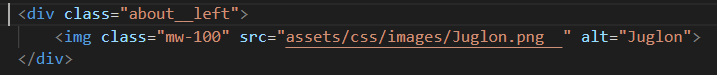 <div class="about__left">
    <img class="mw-100" src="assets/css/images/Juglon.png  " alt="Juglon">
</div>